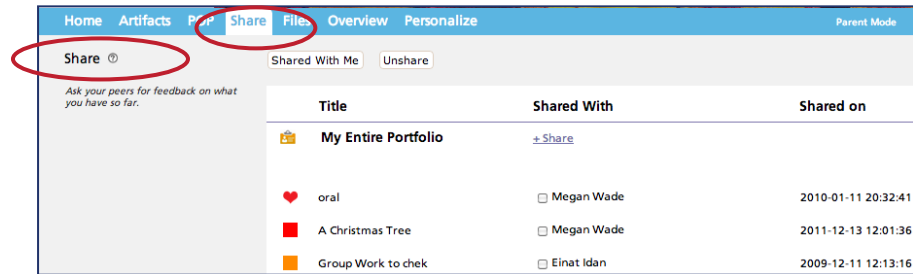 Home Artifacts POP Share Files Overview Personalize Parent Mode
Share ?
Ask your peers for feedback on what
you have so far.
Shared With Me Unshare
Title Shared With Shared on
My Entire Portfolio + Share
oral Megan Wade 2010-01-11 20:32:41
A Christmas Tree Megan Wade 2011-12-13 12:01:36
Group Work to chek Einat Idan 2009-12-11 12:13:16